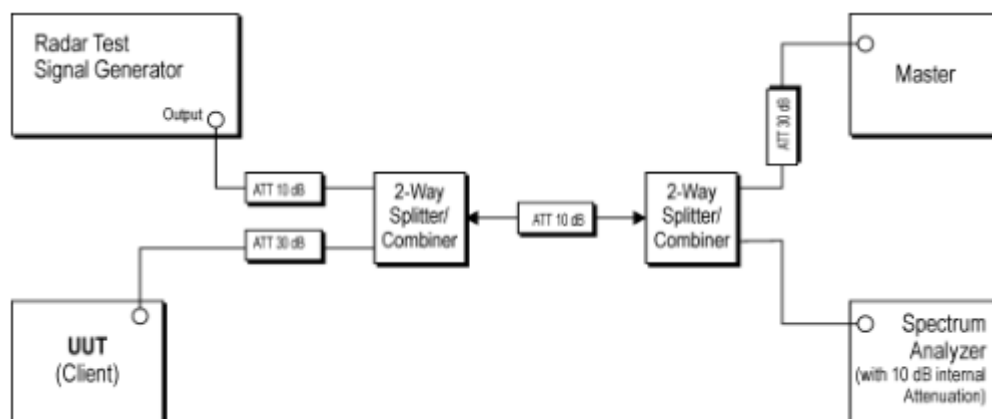 Radar Test
Signal Generator
Output
Master
ATT 30 dB
ATT 10 dB
2-Way
Splitter/
Combiner
ATT 10 dB
2-Way
Splitter/
Combiner
ATT 30 dB
UUT
(Client)
Spectrum
Analyzer
(with 10 dB internal
Attenuation)